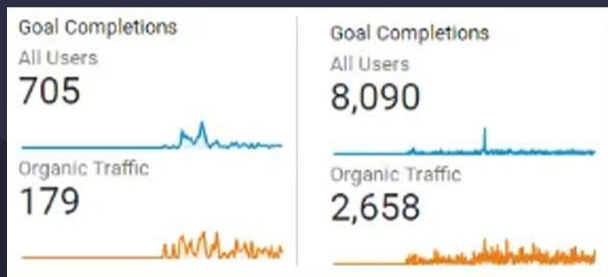 Goal Completions
All Users
705
Organic Traffic
179
Goal Completions
All Users
8,090
Organic Traffic
2,658